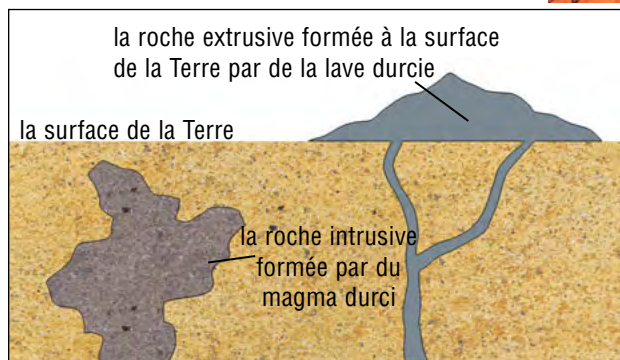 la roche extrusive formée à la surface
de la Terre par de la lave durcie
la surface de la Terre
la roche intrusive
formée par du
magma durci